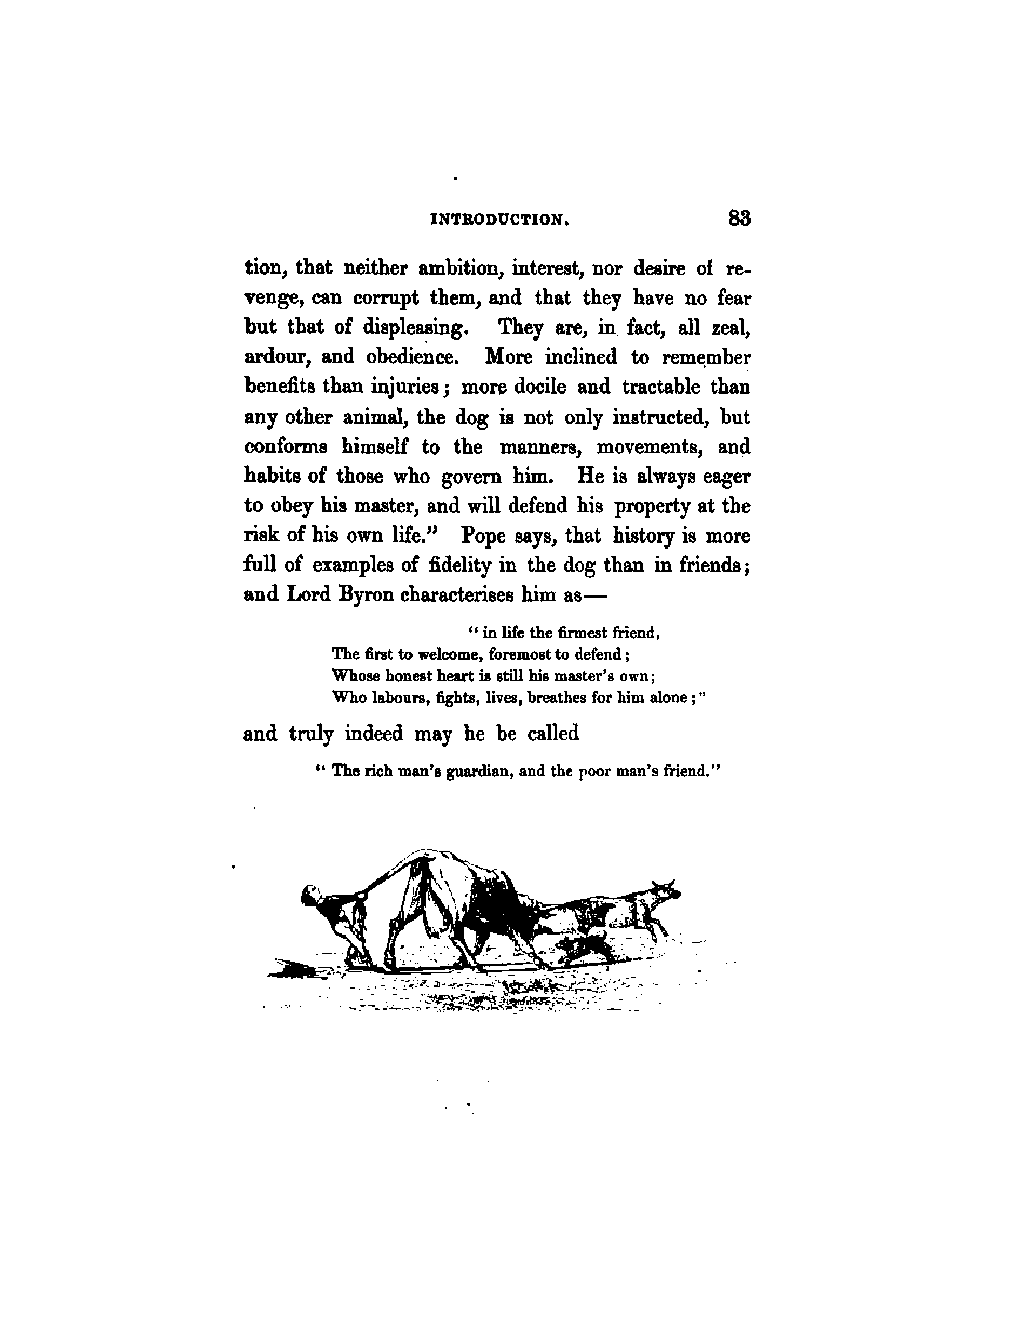 INTRODUCTION. 83
tion, that neither ambition, interest, nor desire of re-
venge, can corrupt them, and that they have no fear
but that of displeasing. They are, in fact, all zeal,
ardour, and obedience. More inclined to remember
benefits than injuries; more docile and tractable than
any other animal, the dog is not only instructed, but
conforms himself to the manners, movements, and
habits of those who govern him. He is always eager
to obey his master, and will defend his property at the
risk of his own life.” Pope says, that history is more
full of examples of fidelity in the dog than in friends;
and Lord Byron characterises him as—
“in life the firmest friend,
The first to welcome, foremost to defend;
Whose honest heart is still his master's own;
Who labours, fights, lives, breathes for him alone;”
and truly indeed may he be called
“The rich man's guardian, and the poor man's friend.”